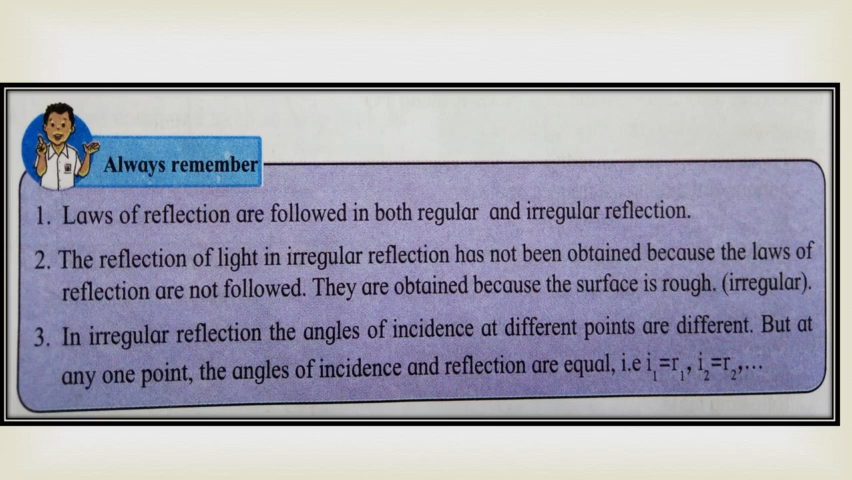 Always remember
1. Laws of reflection are followed in both regular and irregular reflection.
2. The reflection of light in irregular reflection has not been obtained because the laws of
reflection are not followed. They are obtained because the surface is rough. (irregular).
3. In irregular reflection the angles of incidence at different points are different. But at
any one point, the angles of incidence and reflection are equal, i.e i₁=r₁, i₂=r₂,...